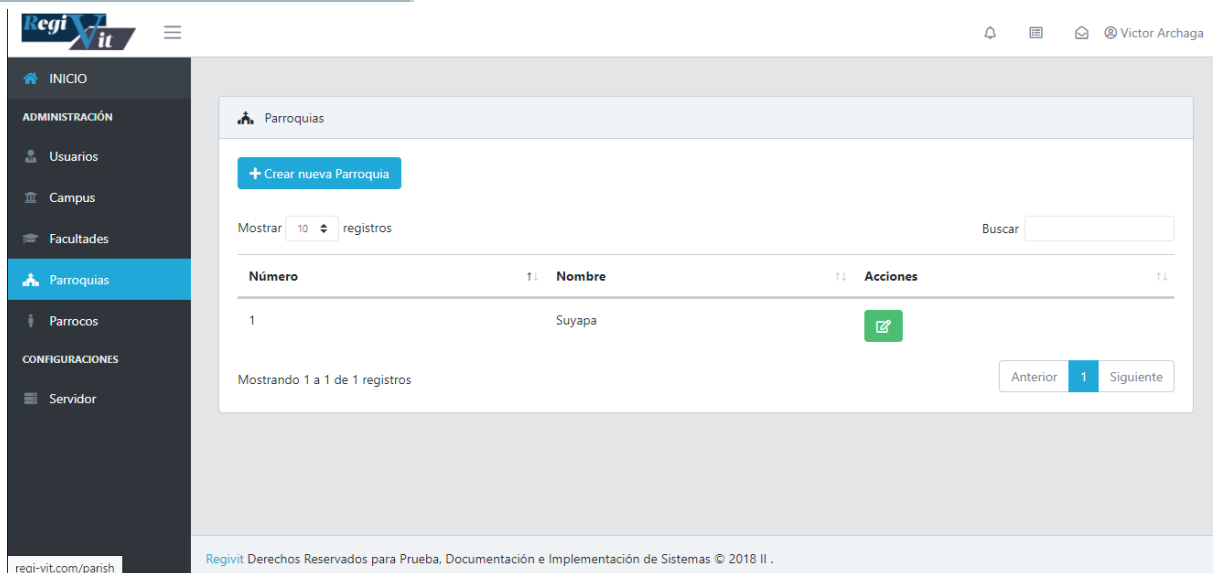 Regi Vit
Victor Archaga
INICIO
ADMINISTRACIÓN
Usuarios
Campus
Facultades
Parroquias
Parrocos
CONFIGURACIONES
Servidor
Parroquias
Crear nueva Parroquia
Mostrar 10 registros
Buscar
Número Nombre Acciones
1 Suyapa
Mostrando 1 a 1 de 1 registros
Anterior 1 Siguiente
Regivit Derechos Reservados para Prueba, Documentación e Implementación de Sistemas © 2018 II .
regi-vit.com/parish